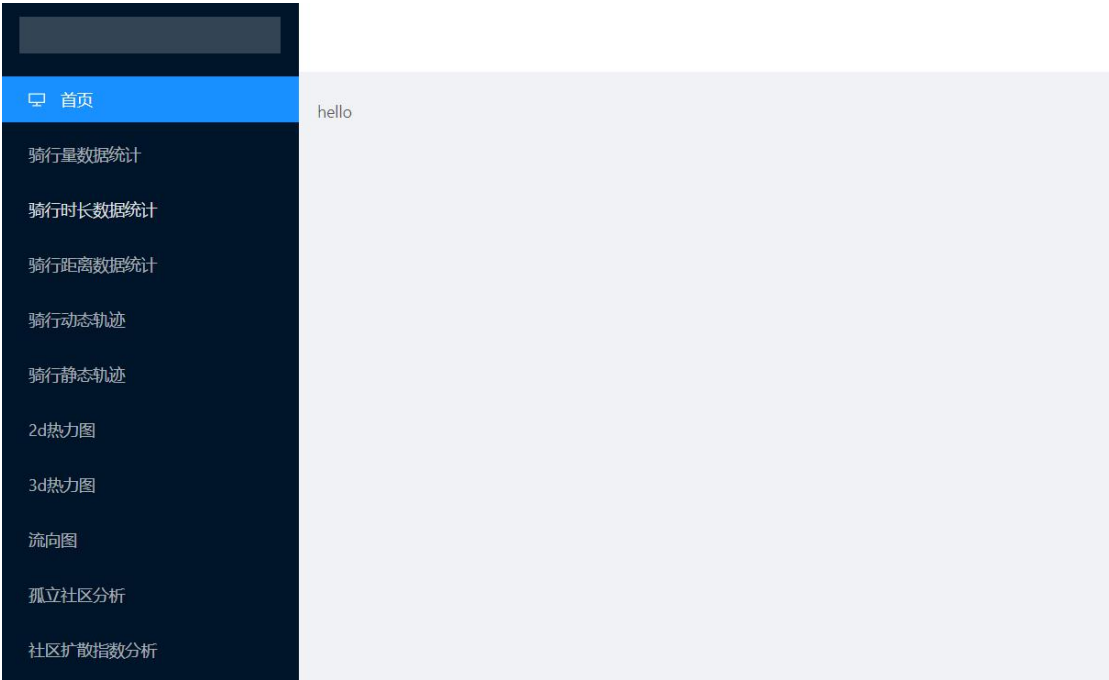 首页
hello
骑行量数据统计
骑行时长数据统计
骑行距离数据统计
骑行动态轨迹
骑行静态轨迹
2d热力图
3d热力图
流向图
孤立社区分析
社区扩散指数分析